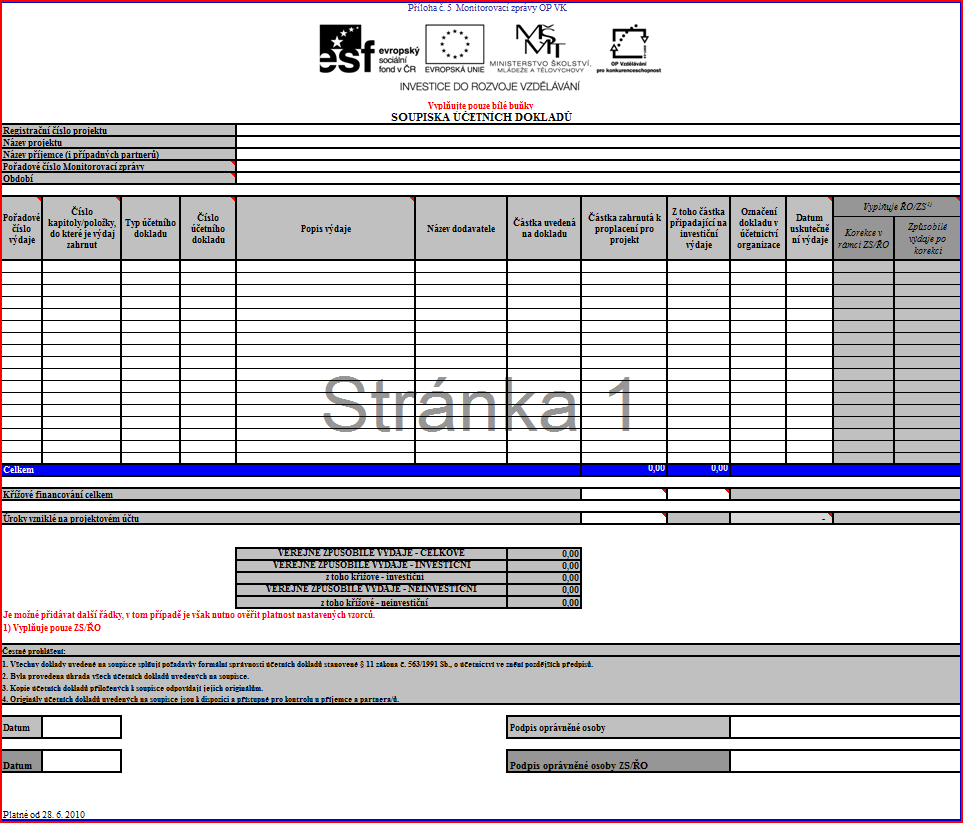 Příloha č. 5 Monitorovací zprávy OP VK
esf evropský sociální fond v ČR
EVROPSKÁ UNIE
MINISTERSTVO ŠKOLSTVÍ, MLÁDEŽE A TĚLOVÝCHOVY
OP Vzdělávání pro konkurenceschopnost
INVESTICE DO ROZVOJE VZDĚLÁVÁNÍ
Vyplňujte pouze bílé buňky
SOUPISKA ÚČETNÍCH DOKLADŮ
Registrační číslo projektu
Název projektu
Název příjemce (i případných partnerů)
Pořadové číslo Monitorovací zprávy
Období
Pořadové číslo výdaje
Číslo kapitoly/položky, do které je výdaj zahrnut
Typ účetního dokladu
Číslo účetního dokladu
Popis výdaje
Název dodavatele
Částka uvedená na dokladu
Částka zahrnutá k proplacení pro projekt
Z toho částka připadající na investiční výdaje
Označení dokladu v účetnictví organizace
Datum uskutečně ní výdaje
Vyplňuje ŘO/ZS 1)
Korekce v rámci ZS/ŘO
Způsobilé výdaje po korekci
Stránka 1
Celkem 0,00 0,00
Křížové financování celkem
Úroky vzniklé na projektovém účtu -
VEŘEJNÉ ZPŮSOBILÉ VÝDAJE - CELKOVÉ 0,00
VEŘEJNÉ ZPŮSOBILÉ VÝDAJE - INVESTIČNÍ 0,00
z toho křížové - investiční 0,00
VEŘEJNÉ ZPŮSOBILÉ VÝDAJE - NEINVESTIČNÍ 0,00
z toho křížové - neinvestiční 0,00
Je možné přidávat další řádky, v tom případě je však nutno ověřit platnost nastavených vzorců.
1) Vyplňuje pouze ZS/ŘO
Čestné prohlášení:
1. Všechny doklady uvedené na soupisce splňují požadavky formální správnosti účetních dokladů stanovené § 11 zákona č. 563/1991 Sb., o účetnictví ve znění pozdějších předpisů.
2. Byla provedena úhrada všech účetních dokladů uvedených na soupisce.
3. Kopie účetních dokladů přiložených k soupisce odpovídají jejich originálům.
4. Originály účetních dokladů uvedených na soupisce jsou k dispozici a přístupné pro kontrolu u příjemce a partnera/ů.
Datum
Podpis oprávněné osoby
Datum
Podpis oprávněné osoby ZS/ŘO
Platné od 28. 6. 2010